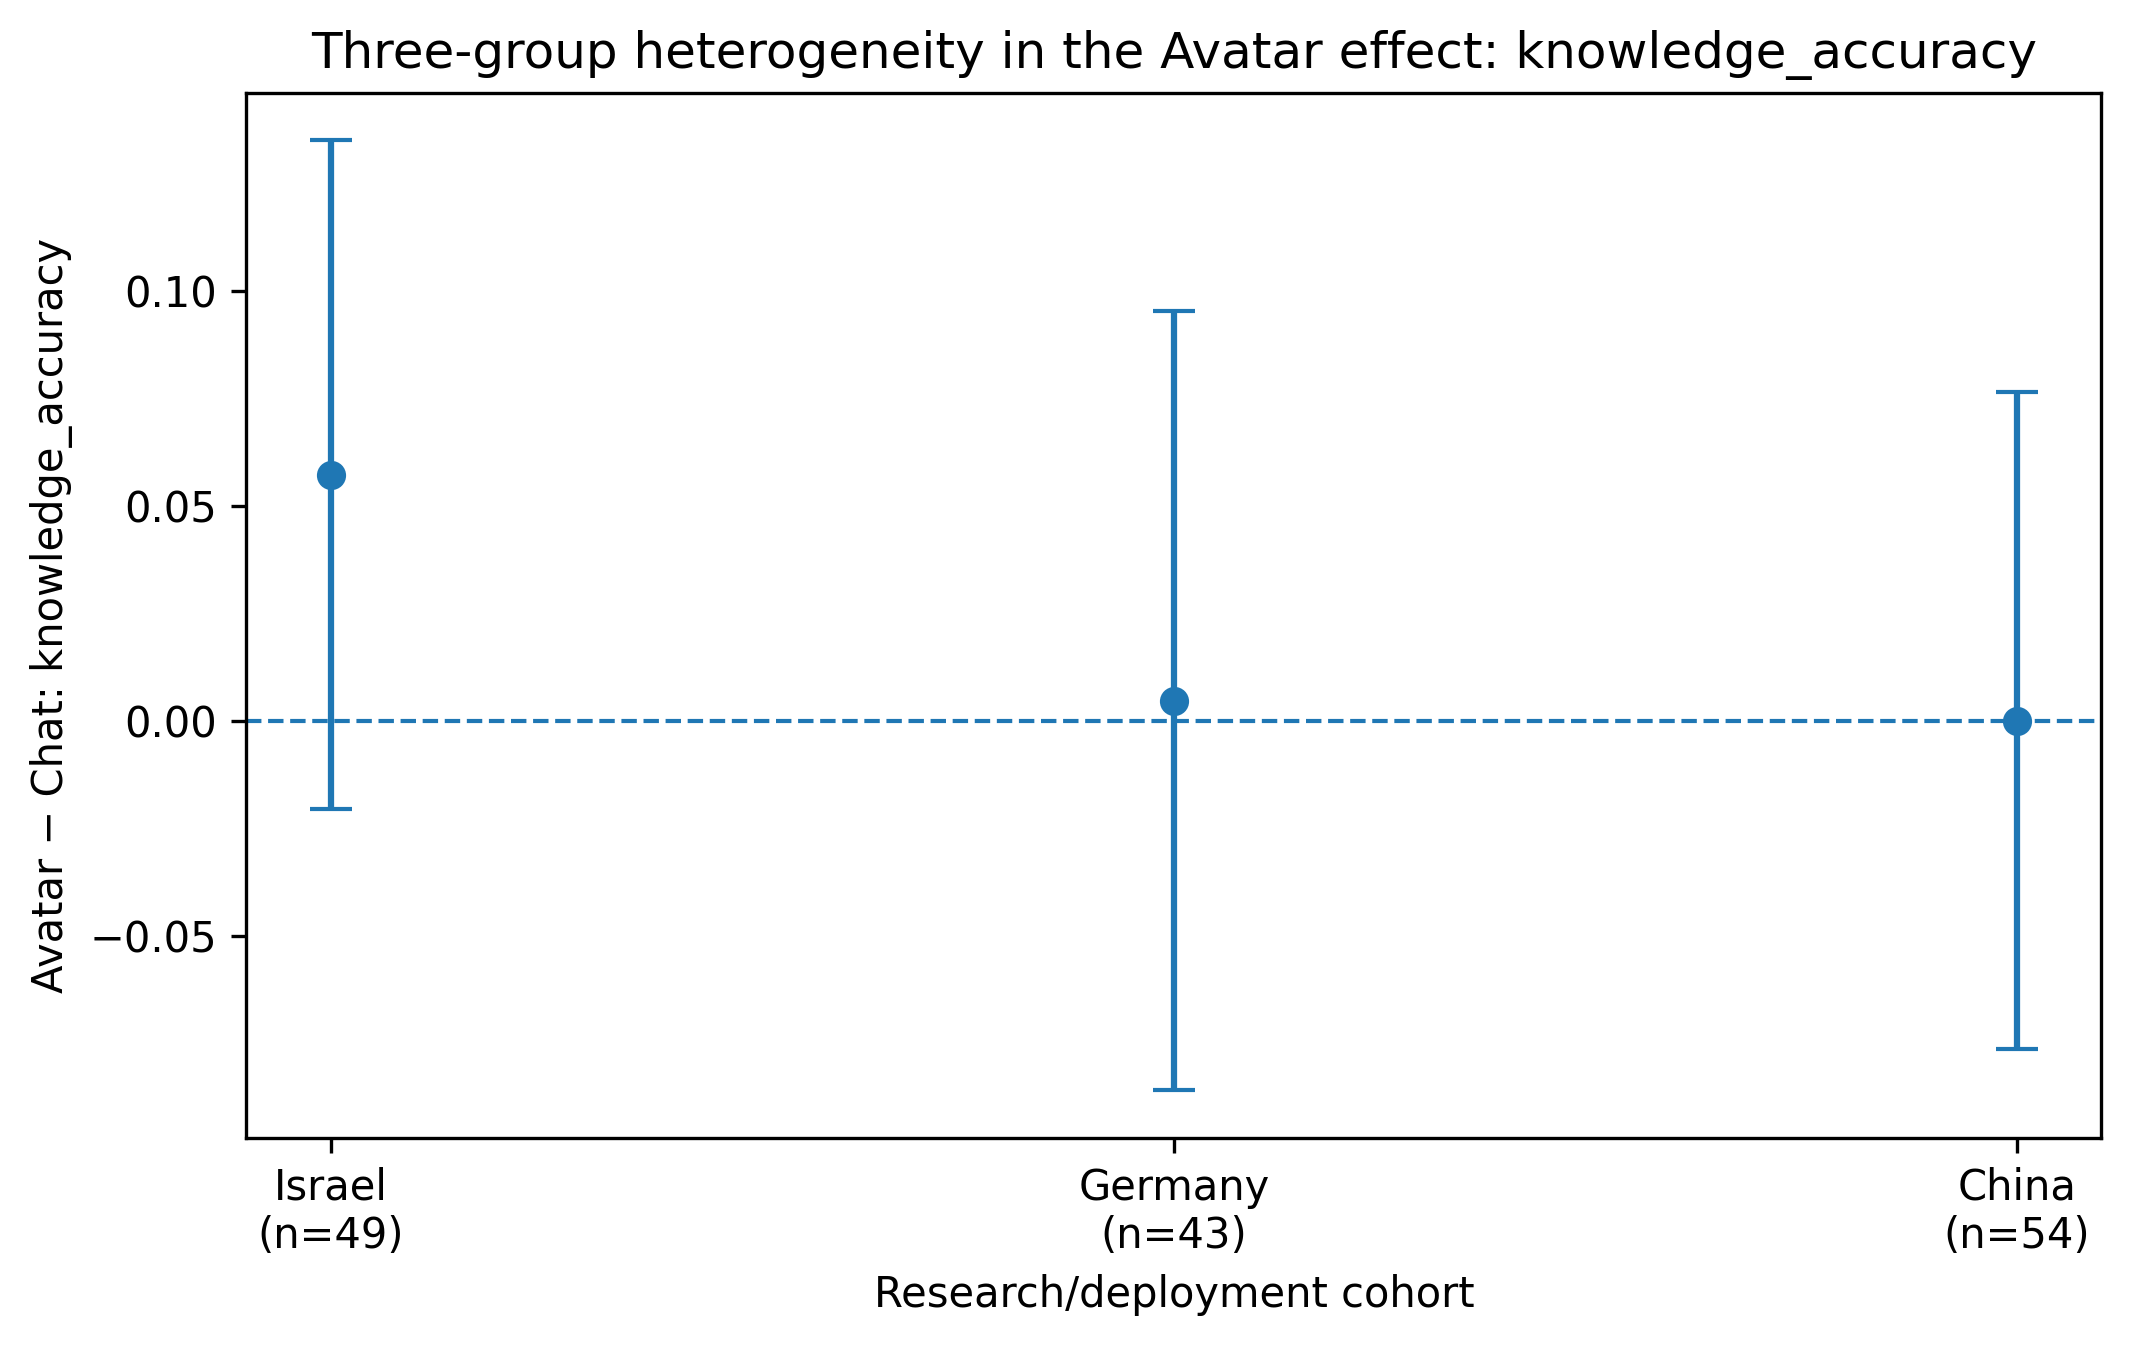 Three-group heterogeneity in the Avatar effect: knowledge_accuracy
Avatar − Chat: knowledge_accuracy
0.10
0.05
0.00
−0.05
Israel
(n=49)
Germany
(n=43)
China
(n=54)
Research/deployment cohort